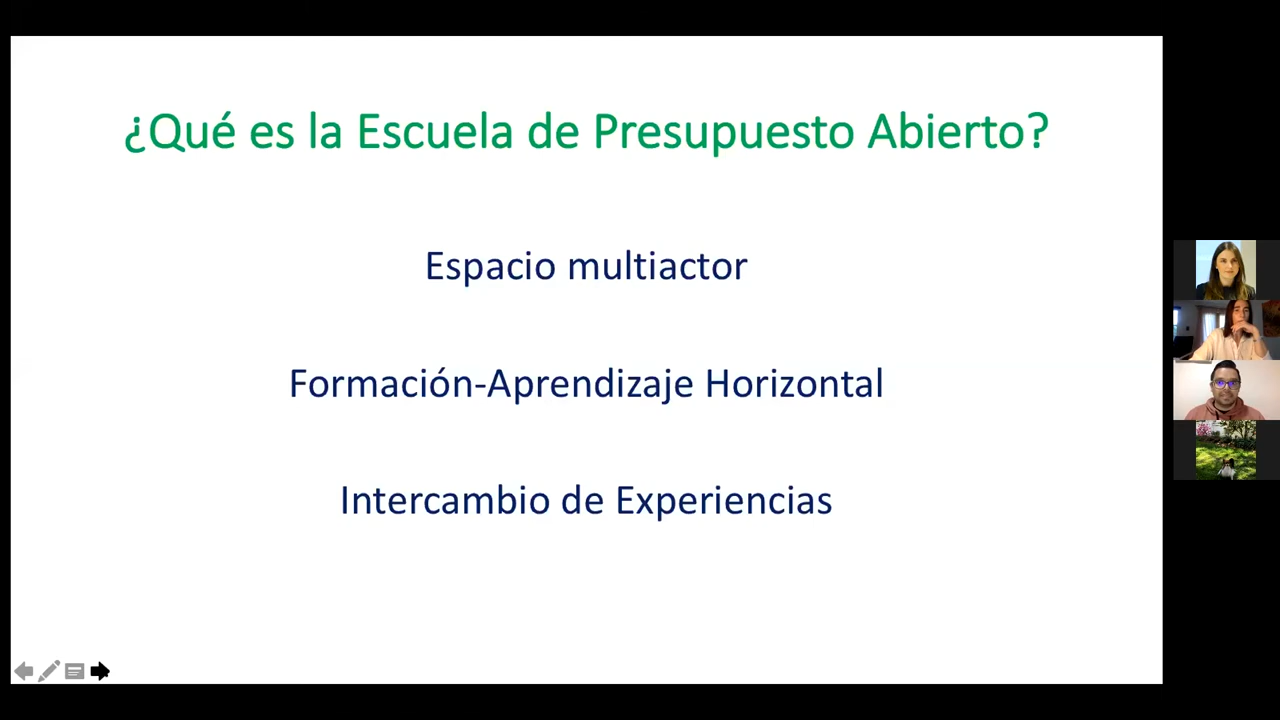 ¿Qué es la Escuela de Presupuesto Abierto?
Espacio multiactor
Formación-Aprendizaje Horizontal
Intercambio de Experiencias